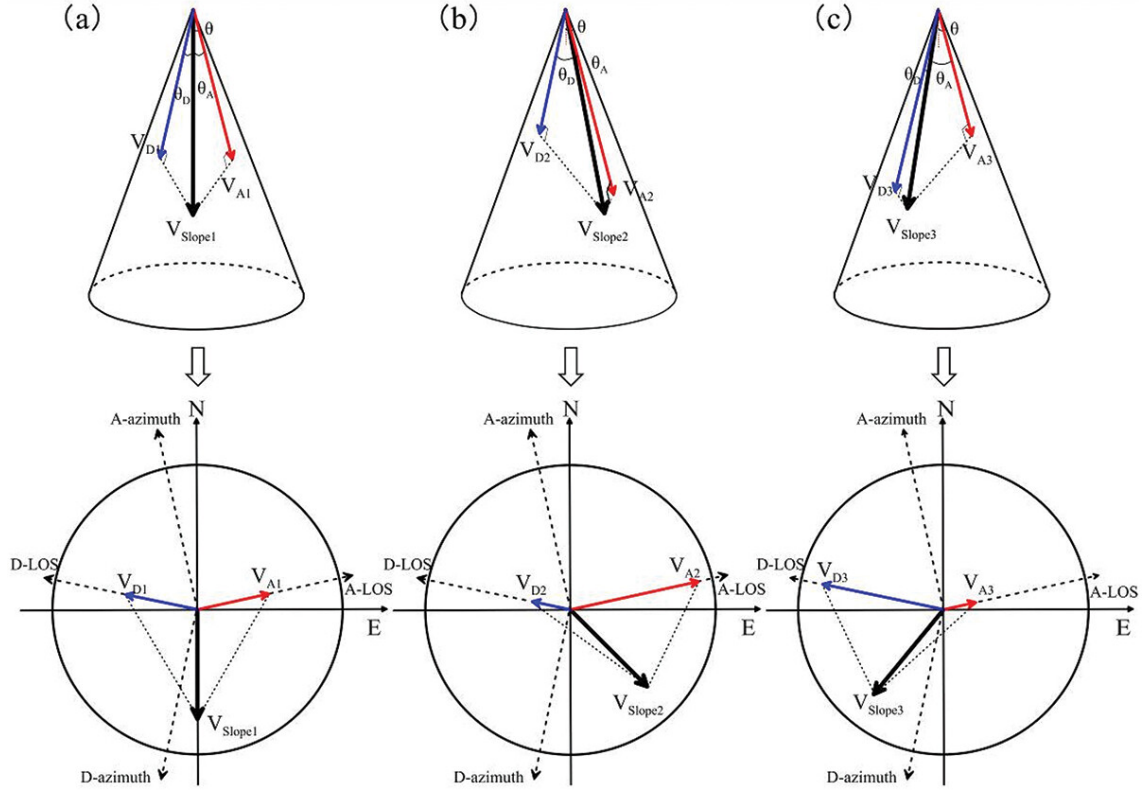 (a)
θ
θD
θA
VD1
VA1
VSlope1
(b)
θ
θD
θA
VD2
VA2
VSlope2
(c)
θ
θD
θA
VD3
VA3
VSlope3
A-azimuth
N
D-LOS
VD1
VA1
A-LOS
E
VSlope1
D-azimuth
A-azimuth
N
D-LOS
VD2
VA2
A-LOS
E
VSlope2
D-azimuth
A-azimuth
N
D-LOS
VD3
VA3
A-LOS
E
VSlope3
D-azimuth